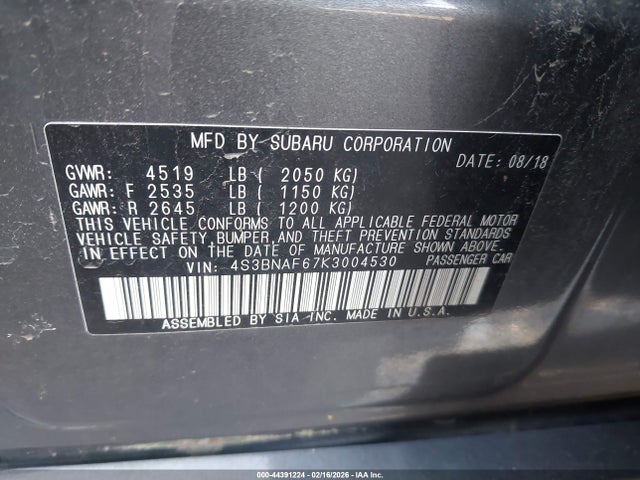 MFD BY SUBARU CORPORATION
DATE: 08/18
GVWR: 4519 LB ( 2050 KG)
GAWR: F 2535 LB ( 1150 KG)
GAWR: R 2645 LB ( 1200 KG)
THIS VEHICLE CONFORMS TO ALL APPLICABLE FEDERAL MOTOR
VEHICLE SAFETY, BUMPER, AND THEFT PREVENTION STANDARDS
IN EFFECT ON THE DATE OF MANUFACTURE SHOWN ABOVE.
VIN: 4S3BNAF67K3004530 PASSENGER CAR
ASSEMBLED BY SIA INC. MADE IN U.S.A.
000-44391224 | 02/16/2026 | IAA Inc.